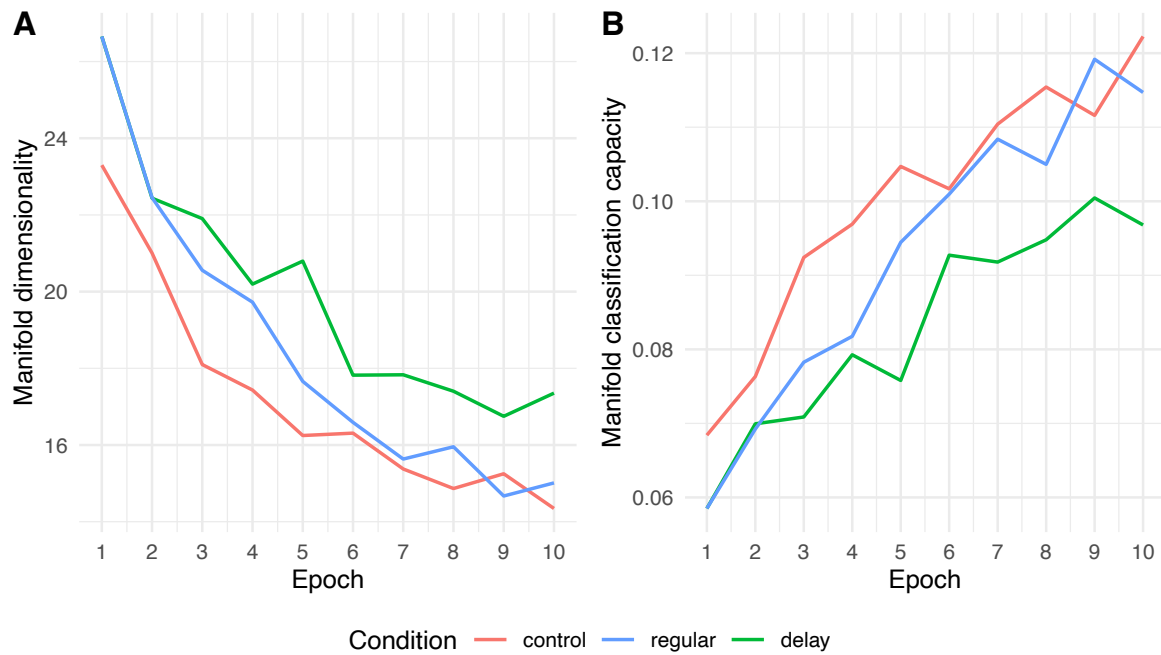 A
Manifold dimensionality
24
20
16
1 2 3 4 5 6 7 8 9 10
Epoch
B
Manifold classification capacity
0.12
0.10
0.08
0.06
1 2 3 4 5 6 7 8 9 10
Epoch
Condition control regular delay